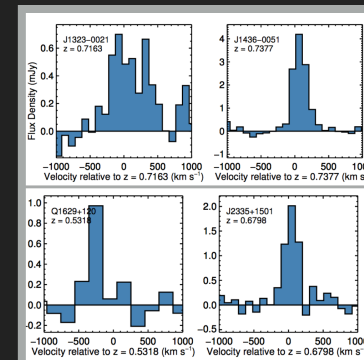 J1323−0021
z = 0.7163
Flux Density (mJy)
0.6
0.4
0.2
0.0
−1000 −500 0 500 1000
Velocity relative to z = 0.7163 (km s⁻¹)
J1436−0051
z = 0.7377
4
3
2
1
0
−1
−1000 −500 0 500
Velocity relative to z = 0.7377 (km s
Q1629+120
z = 0.5318
1.0
0.8
0.6
0.4
0.2
0.0
-0.2
−1000 −500 0 500 1000
Velocity relative to z = 0.5318 (km s⁻¹)
J2335+1501
z = 0.6798
2.0
1.5
1.0
0.5
0.0
−0.5
−1000 −500 0 500
Velocity relative to z = 0.6798 (km s⁻¹)